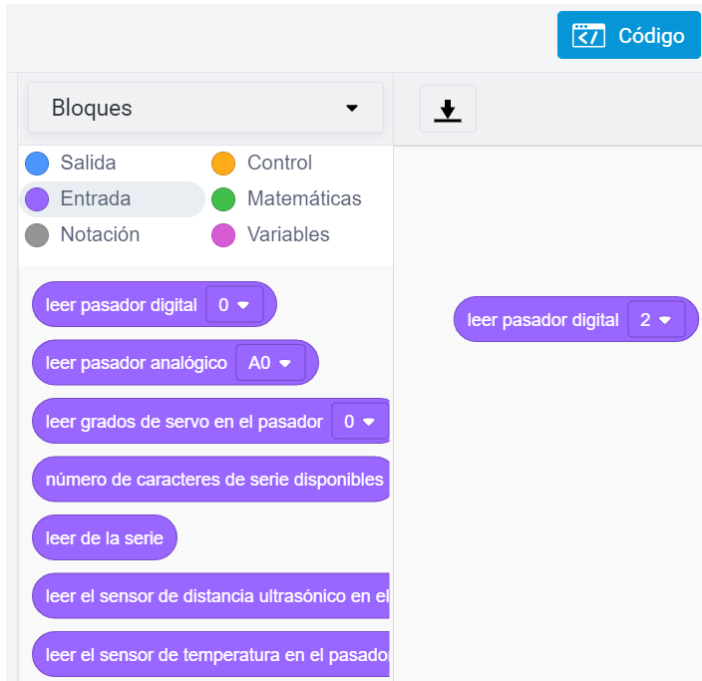 Código
Bloques
Salida Control
Entrada Matemáticas
Notación Variables
leer pasador digital 0
leer pasador digital 2
leer pasador analógico A0
leer grados de servo en el pasador 0
número de caracteres de serie disponibles
leer de la serie
leer el sensor de distancia ultrasónico en el
leer el sensor de temperatura en el pasado